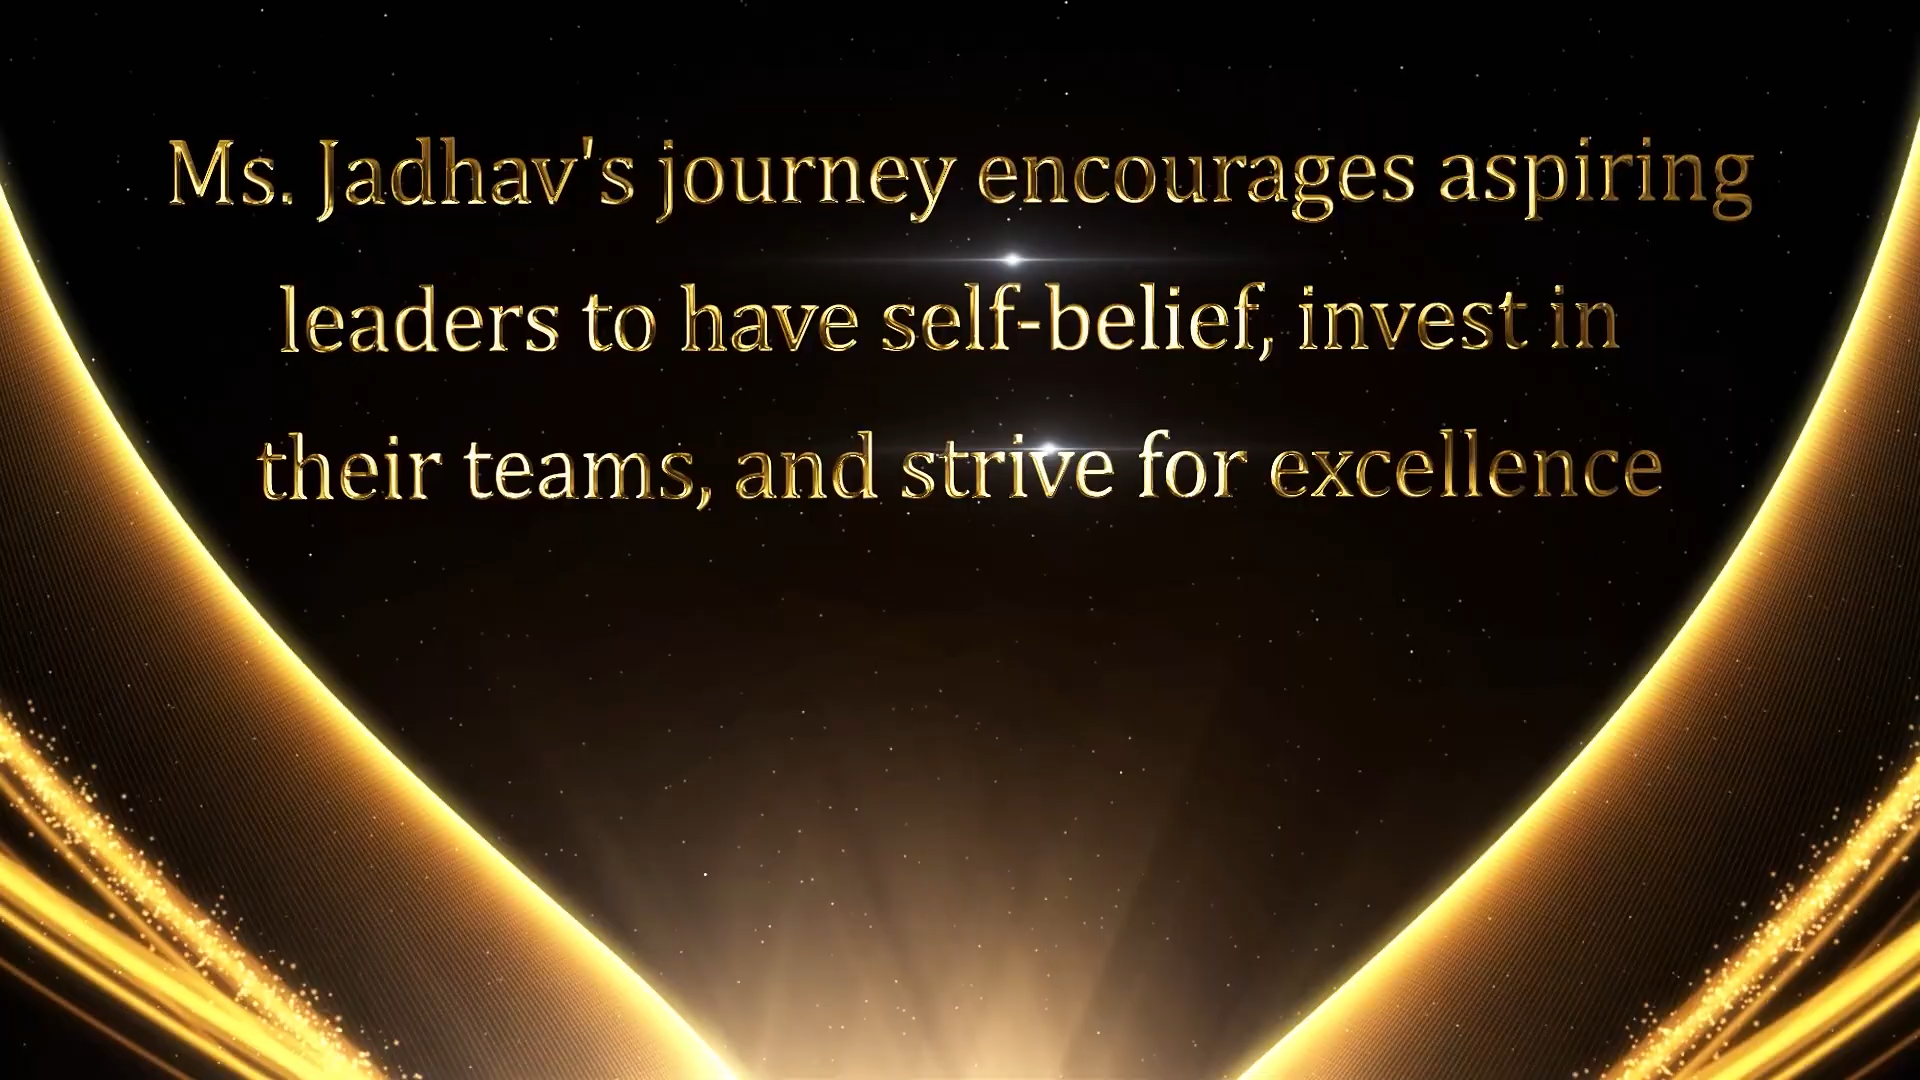 Ms. Jadhav's journey encourages aspiring
leaders to have self-belief, invest in
their teams, and strive for excellence